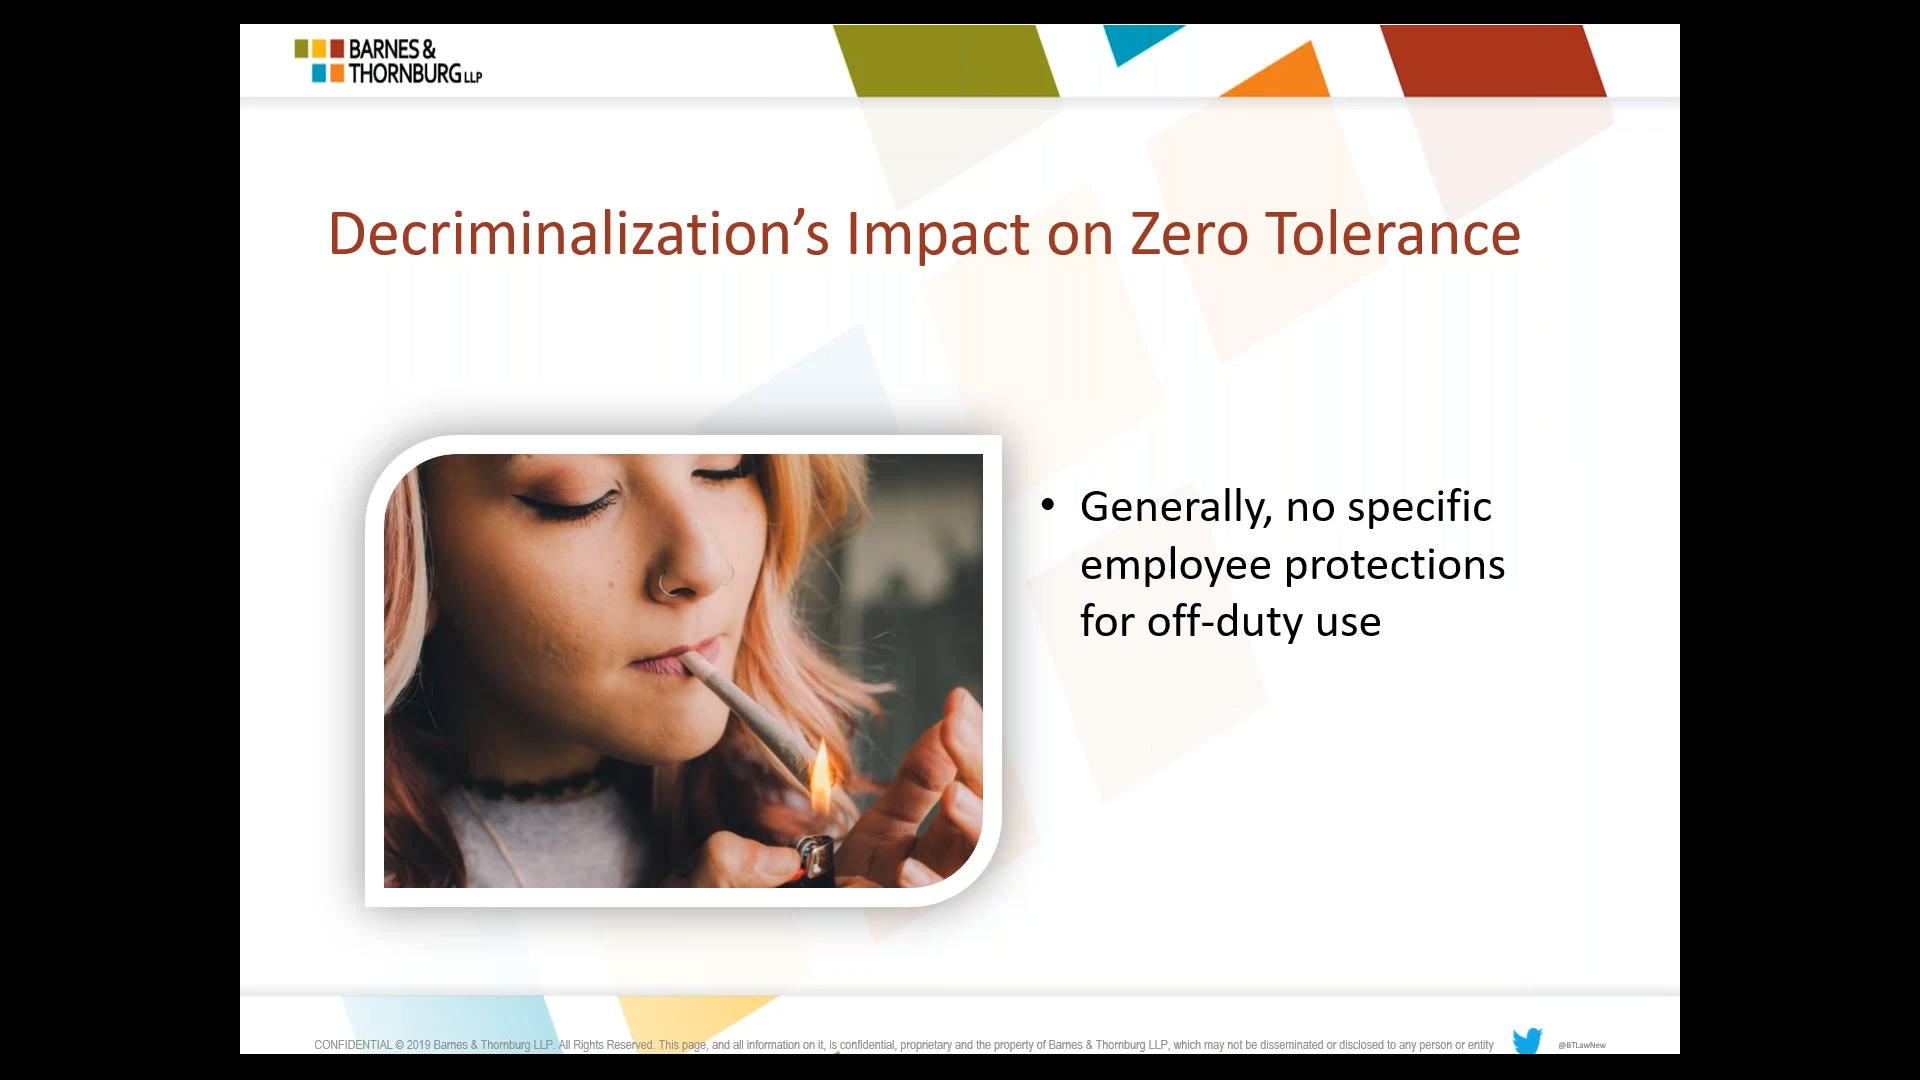 BARNES &
THORNBURG LLP
Decriminalization’s Impact on Zero Tolerance
• Generally, no specific
employee protections
for off-duty use
CONFIDENTIAL © 2019 Barnes & Thornburg LLP. All Rights Reserved. This page, and all information on it, is confidential, proprietary and the property of Barnes & Thornburg LLP, which may not be disseminated or disclosed to any person or entity
@BTLawNew